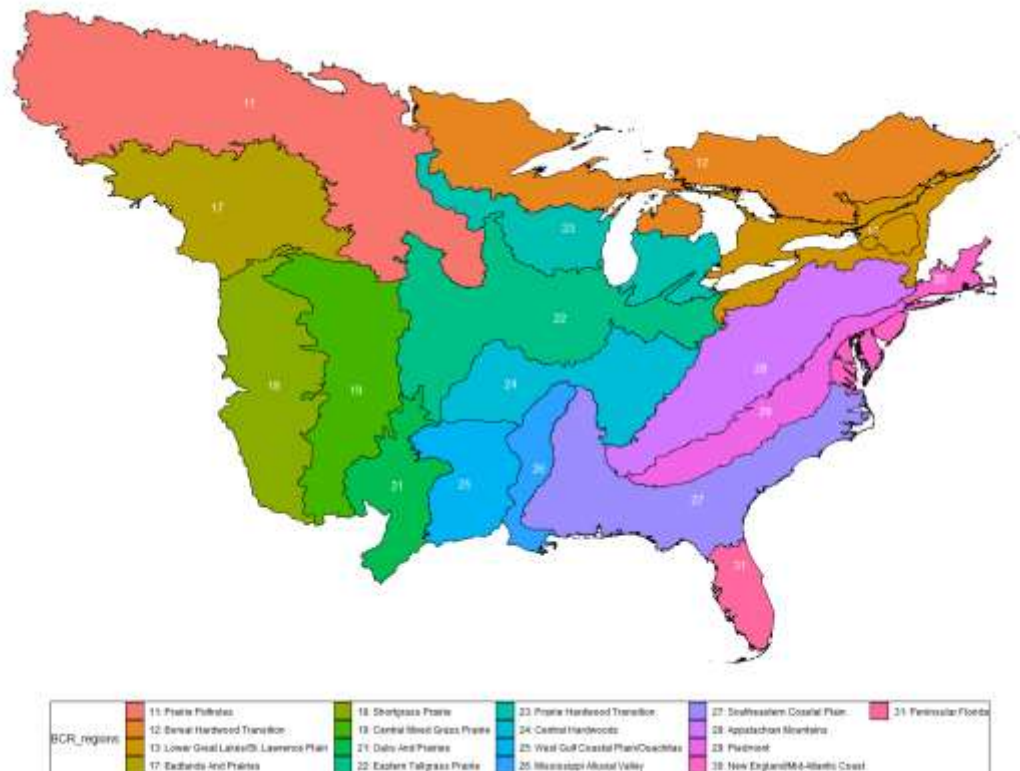 11
12
17
23
13
30
22
28
18
19
24
29
21
25
26
27
31
BCR_regions
11: Prairie Potholes
12: Boreal Hardwood Transition
13: Lower Great Lakes/St. Lawrence Plain
17: Badlands And Prairies
18: Shortgrass Prairie
19: Central Mixed Grass Prairie
21: Oaks And Prairies
22: Eastern Tallgrass Prairie
23: Prairie Hardwood Transition
24: Central Hardwoods
25: West Gulf Coastal Plain/Ouachitas
26: Mississippi Alluvial Valley
27: Southeastern Coastal Plain
28: Appalachian Mountains
29: Piedmont
30: New England/Mid-Atlantic Coast
31: Peninsular Florida